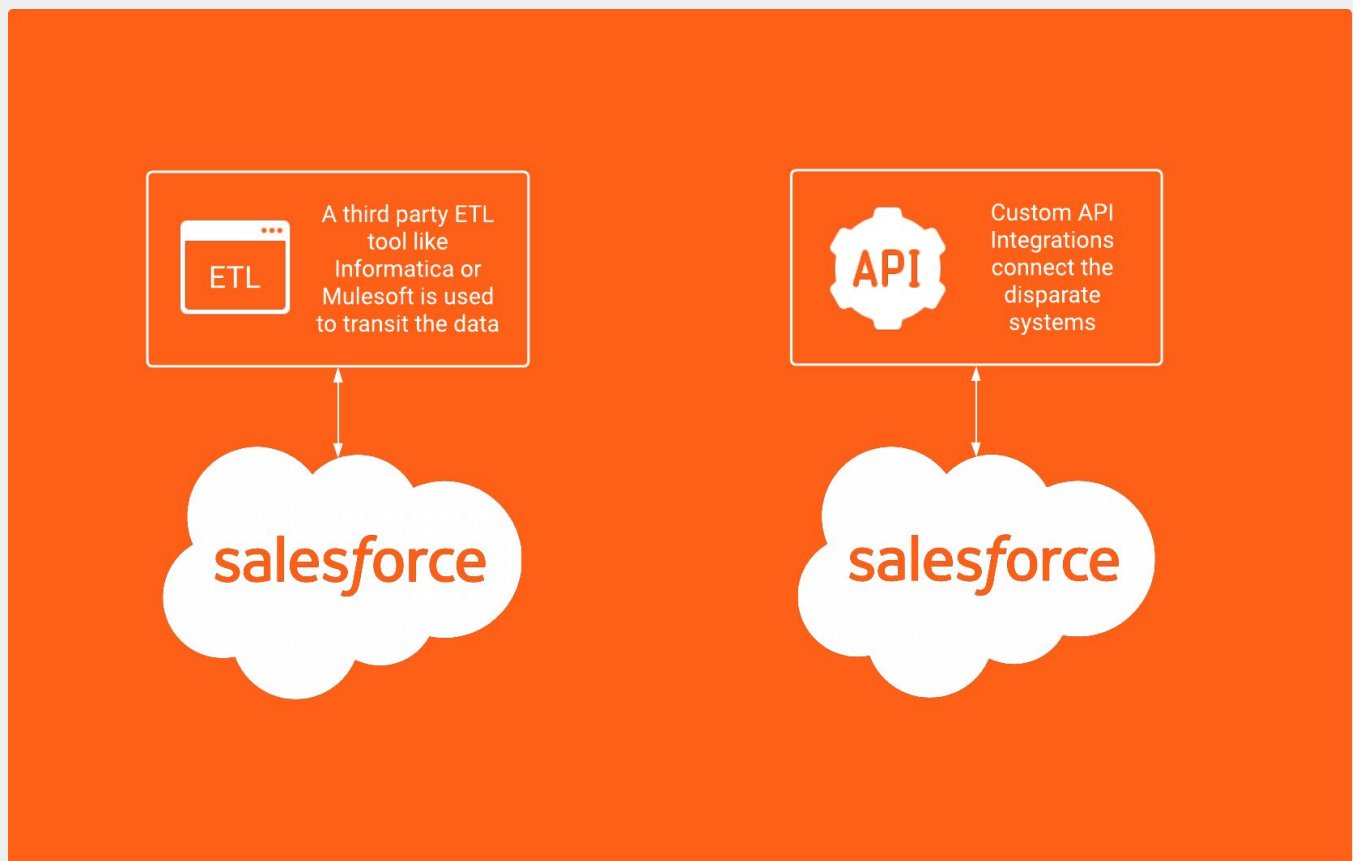 ETL
A third party ETL
tool like
Informatica or
Mulesoft is used
to transit the data
salesforce
API
Custom API
Integrations
connect the
disparate
systems
salesforce